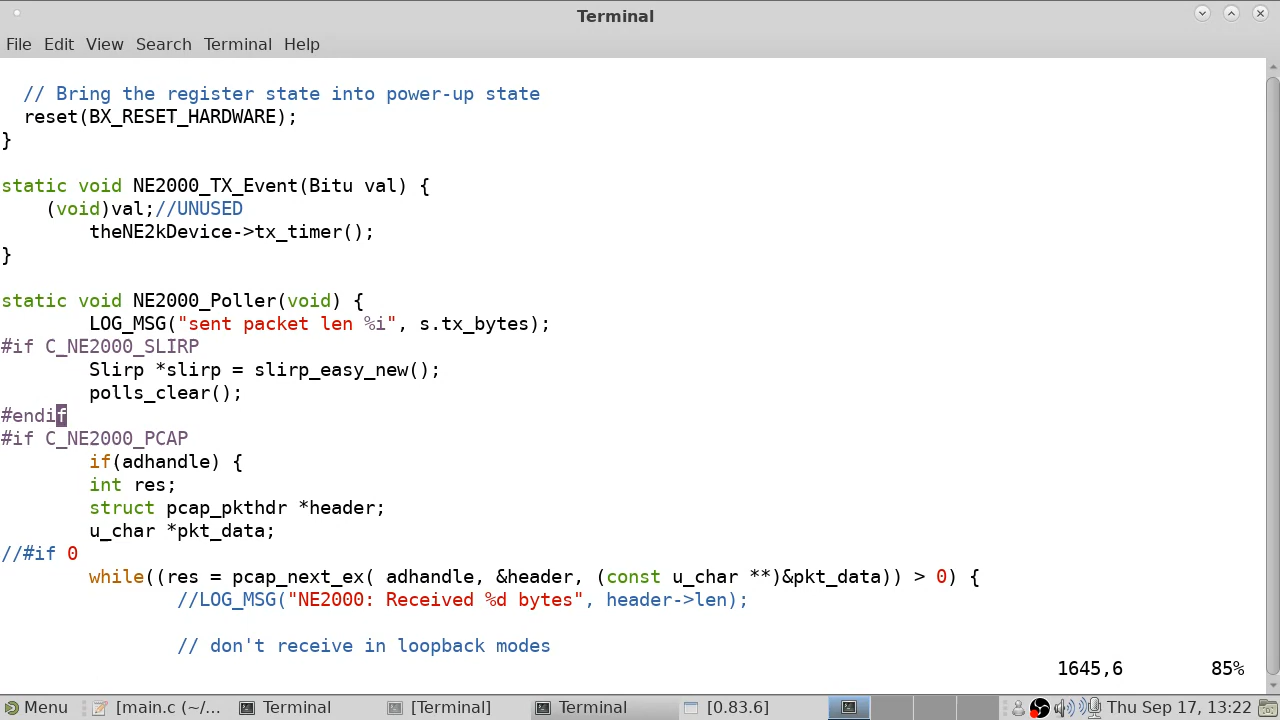 Terminal
File Edit View Search Terminal Help
// Bring the register state into power-up state
reset(BX_RESET_HARDWARE);
}
static void NE2000_TX_Event(Bitu val) {
(void)val;//UNUSED
theNE2kDevice->tx_timer();
}
static void NE2000_Poller(void) {
LOG_MSG("sent packet len %i", s.tx_bytes);
#if C_NE2000_SLIRP
Slirp *slirp = slirp_easy_new();
polls_clear();
#endif
#if C_NE2000_PCAP
if(adhandle) {
int res;
struct pcap_pkthdr *header;
u_char *pkt_data;
//#if 0
while((res = pcap_next_ex( adhandle, &header, (const u_char **)&pkt_data)) > 0) {
//LOG_MSG("NE2000: Received %d bytes", header->len);
// don't receive in loopback modes
1645,6 85%
Menu [main.c (~/... Terminal [Terminal] Terminal [0.83.6] Thu Sep 17, 13:22